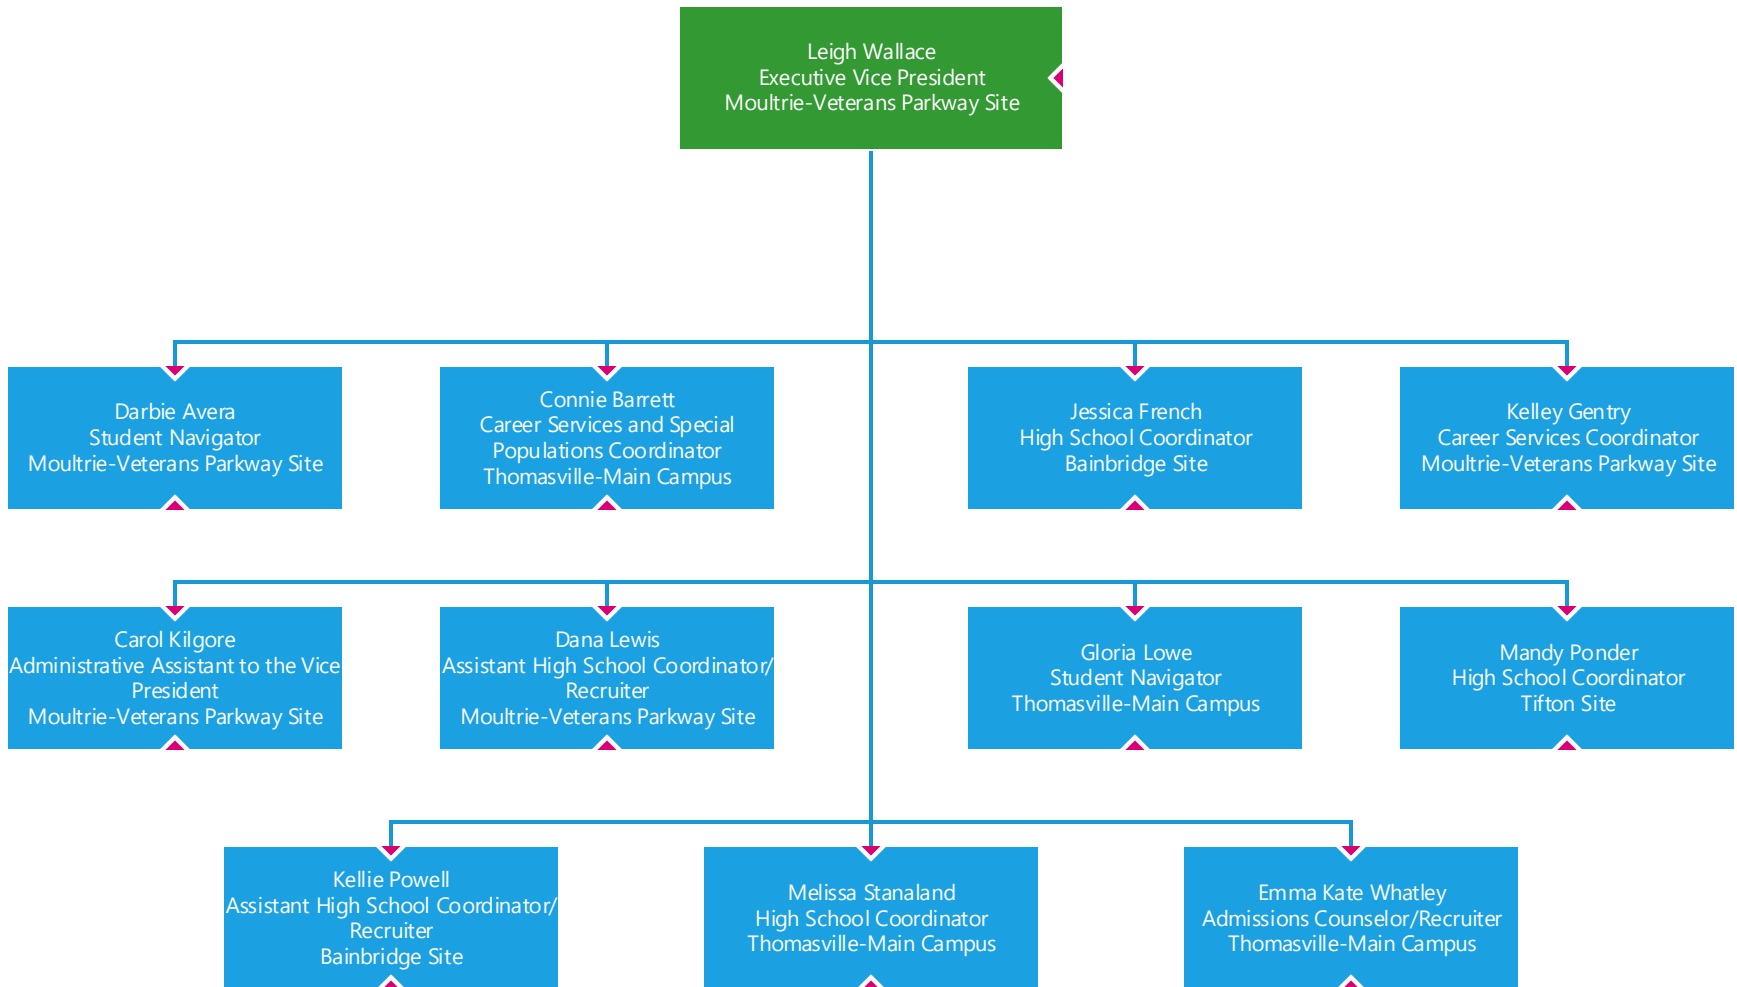 Leigh Wallace
Executive Vice President
Moultrie-Veterans Parkway Site
Darbie Avera
Student Navigator
Moultrie-Veterans Parkway Site
Connie Barrett
Career Services and Special
Populations Coordinator
Thomasville-Main Campus
Jessica French
High School Coordinator
Bainbridge Site
Kelley Gentry
Career Services Coordinator
Moultrie-Veterans Parkway Site
Carol Kilgore
Administrative Assistant to the Vice
President
Moultrie-Veterans Parkway Site
Dana Lewis
Assistant High School Coordinator/
Recruiter
Moultrie-Veterans Parkway Site
Gloria Lowe
Student Navigator
Thomasville-Main Campus
Mandy Ponder
High School Coordinator
Tifton Site
Kellie Powell
Assistant High School Coordinator/
Recruiter
Bainbridge Site
Melissa Stanaland
High School Coordinator
Thomasville-Main Campus
Emma Kate Whatley
Admissions Counselor/Recruiter
Thomasville-Main Campus